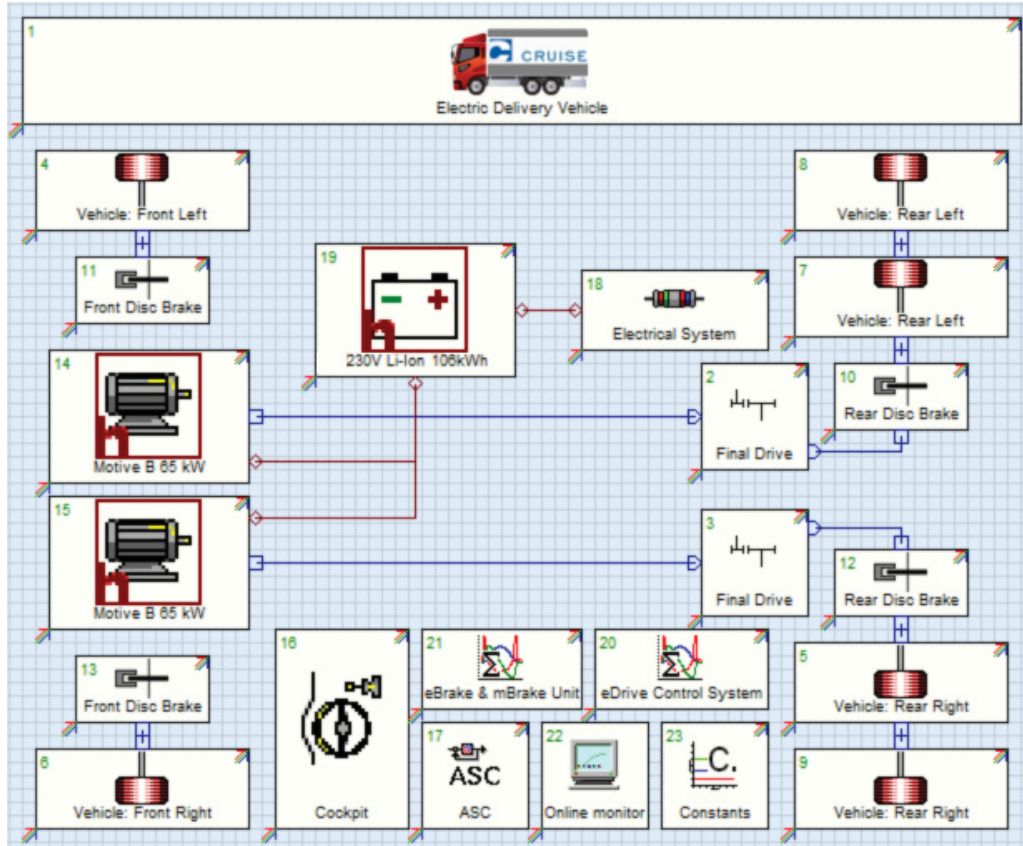 1
CRUISE
Electric Delivery Vehicle
4
Vehicle: Front Left
8
Vehicle: Rear Left
11
Front Disc Brake
19
230V Li-Ion 106kWh
18
Electrical System
7
Vehicle: Rear Left
14
Motive B 65 kW
2
Final Drive
10
Rear Disc Brake
15
Motive B 65 kW
3
Final Drive
12
Rear Disc Brake
13
Front Disc Brake
16
Cockpit
21
eBrake & mBrake Unit
20
eDrive Control System
5
Vehicle: Rear Right
6
Vehicle: Front Right
17
ASC
ASC
22
Online monitor
23
C.
Constants
9
Vehicle: Rear Right